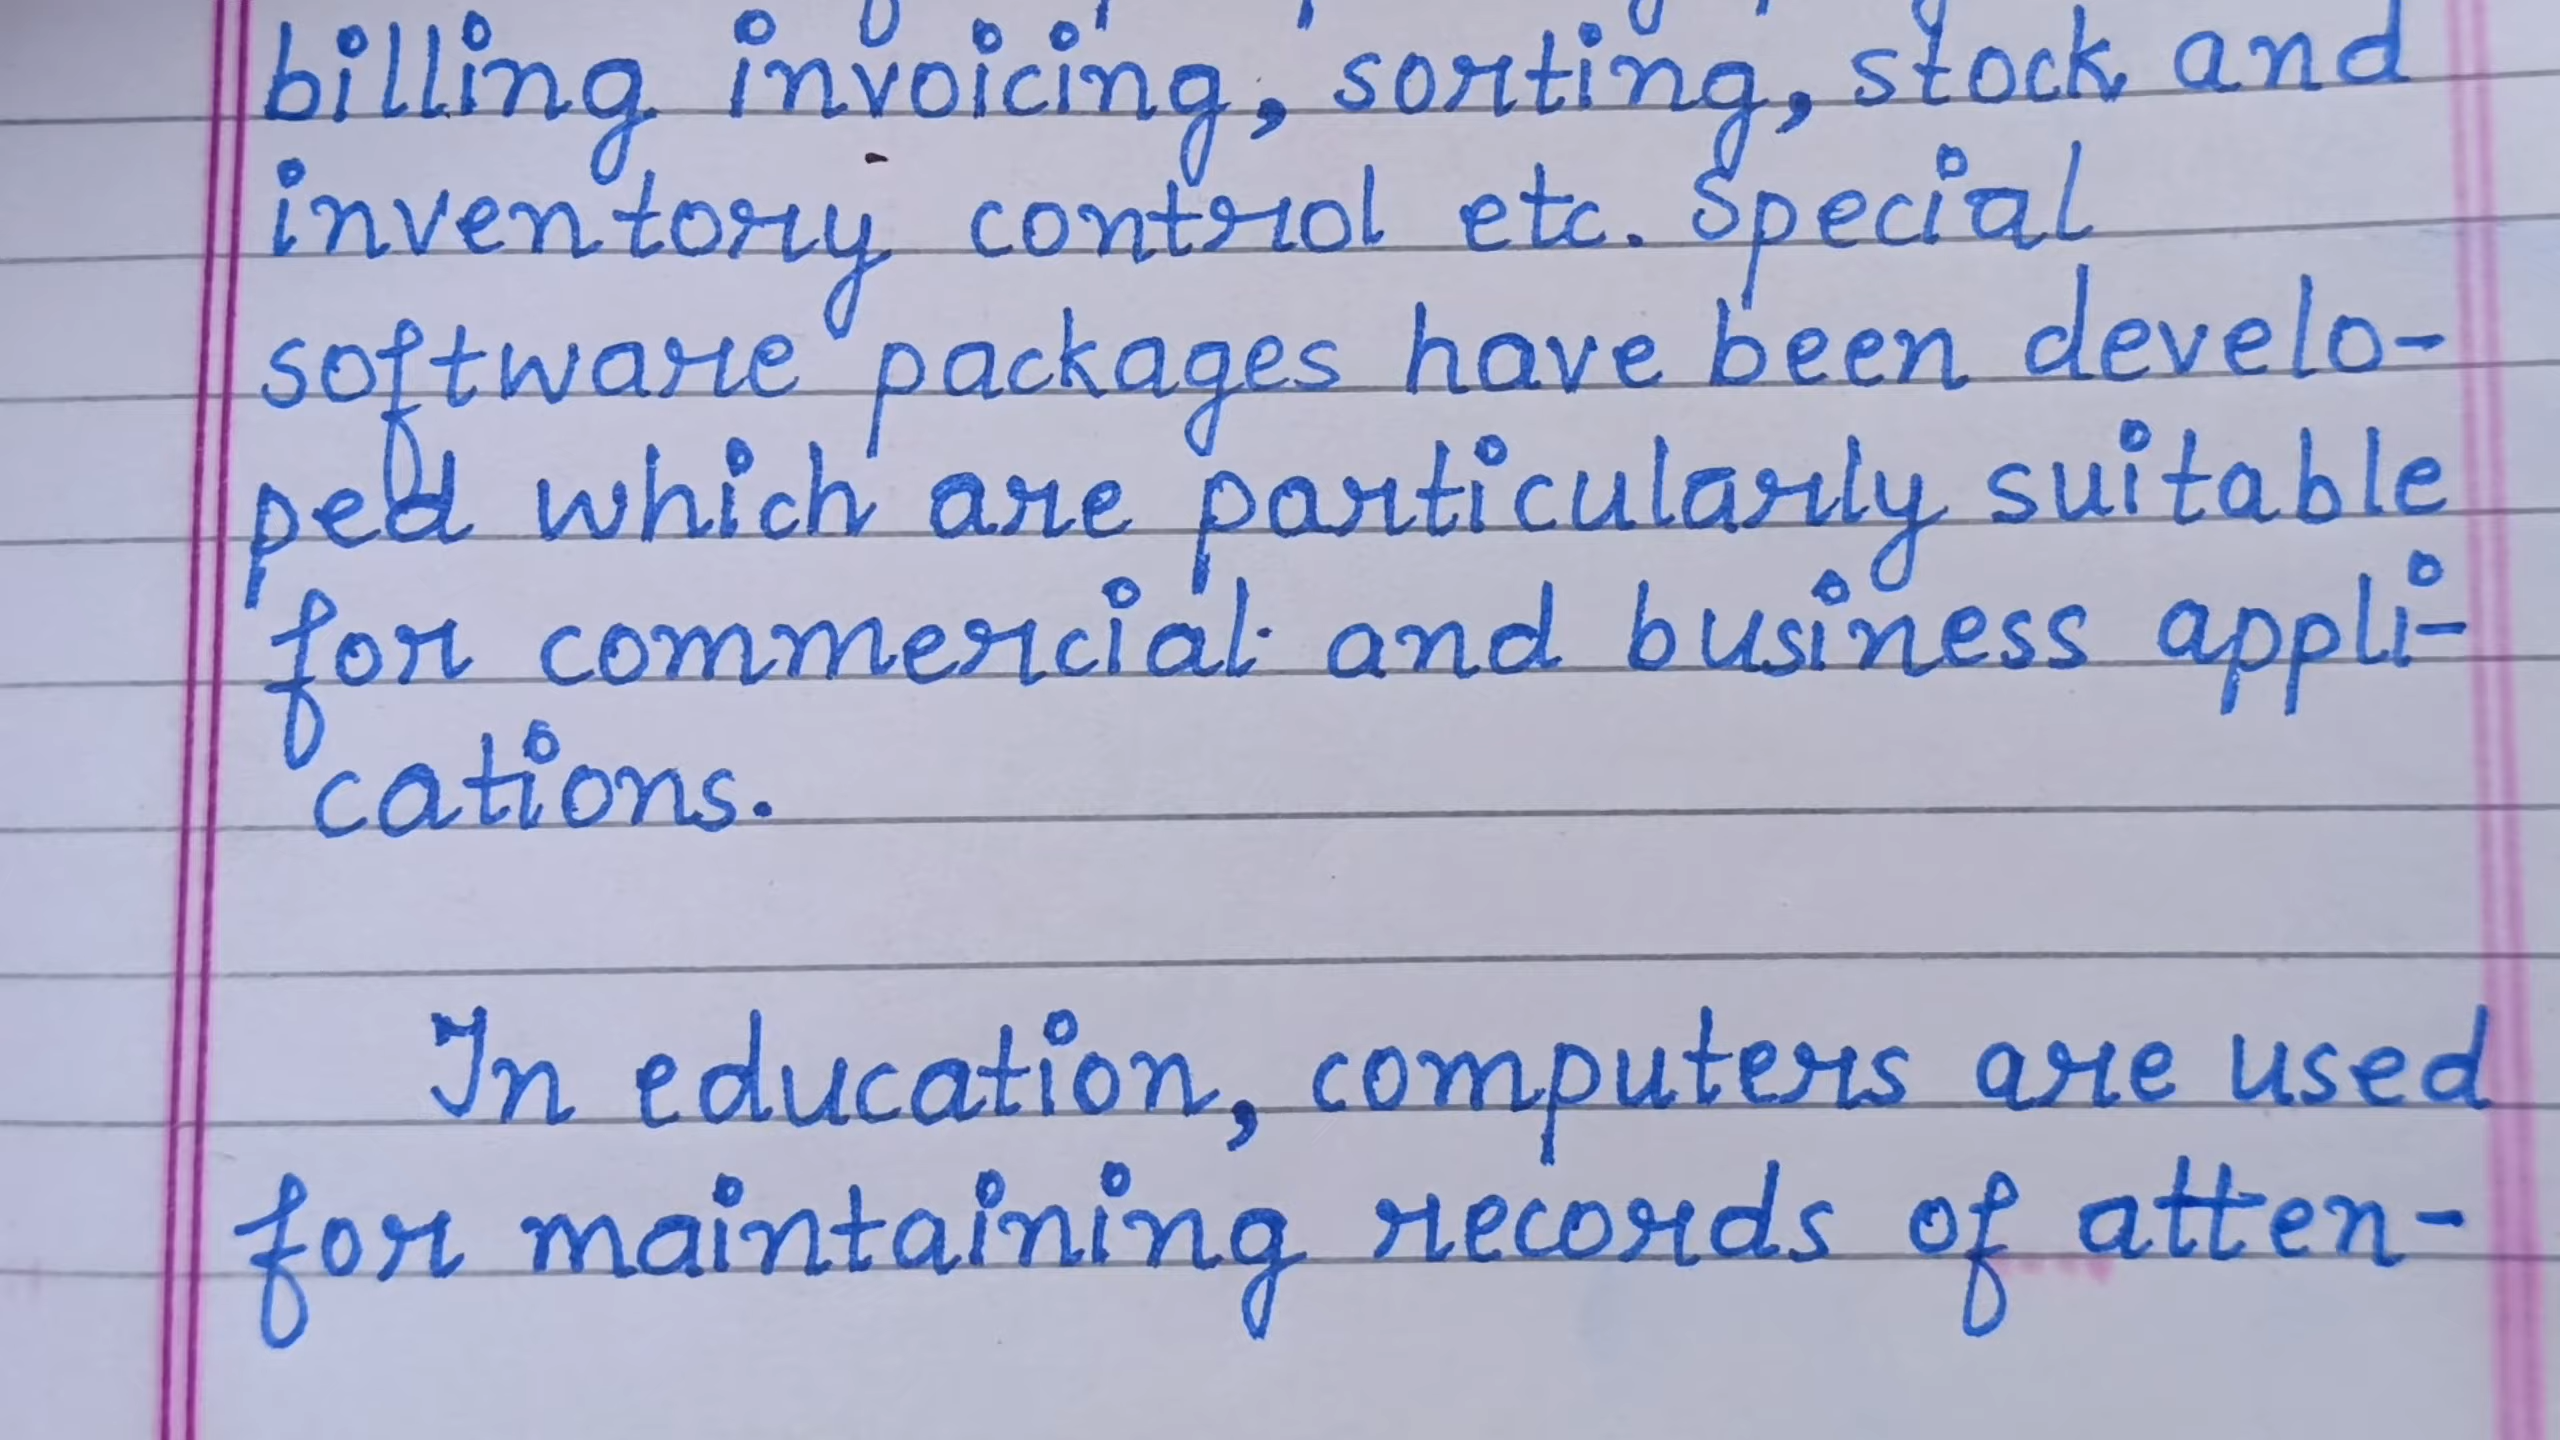 billing invoicing, sorting, stock and
inventory control etc. Special
software packages have been develo-
ped which are particularly suitable
for commercial and business appli-
cations.
In education, computers are used
for maintaining records of atten-